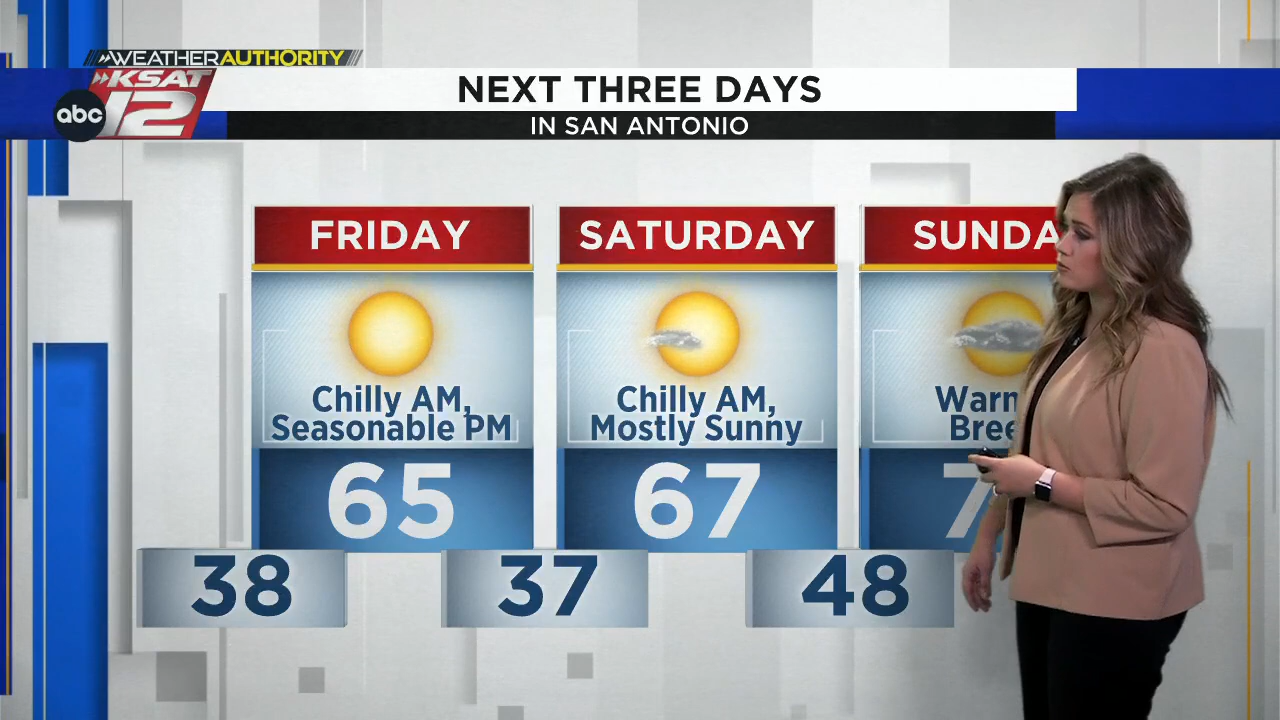 WEATHERAUTHORITY
KSAT
abc
12
NEXT THREE DAYS
IN SAN ANTONIO
FRIDAY
SATURDAY
Chilly AM,
Seasonable PM
Chilly AM,
Mostly Sunny
65
67
38
37
48